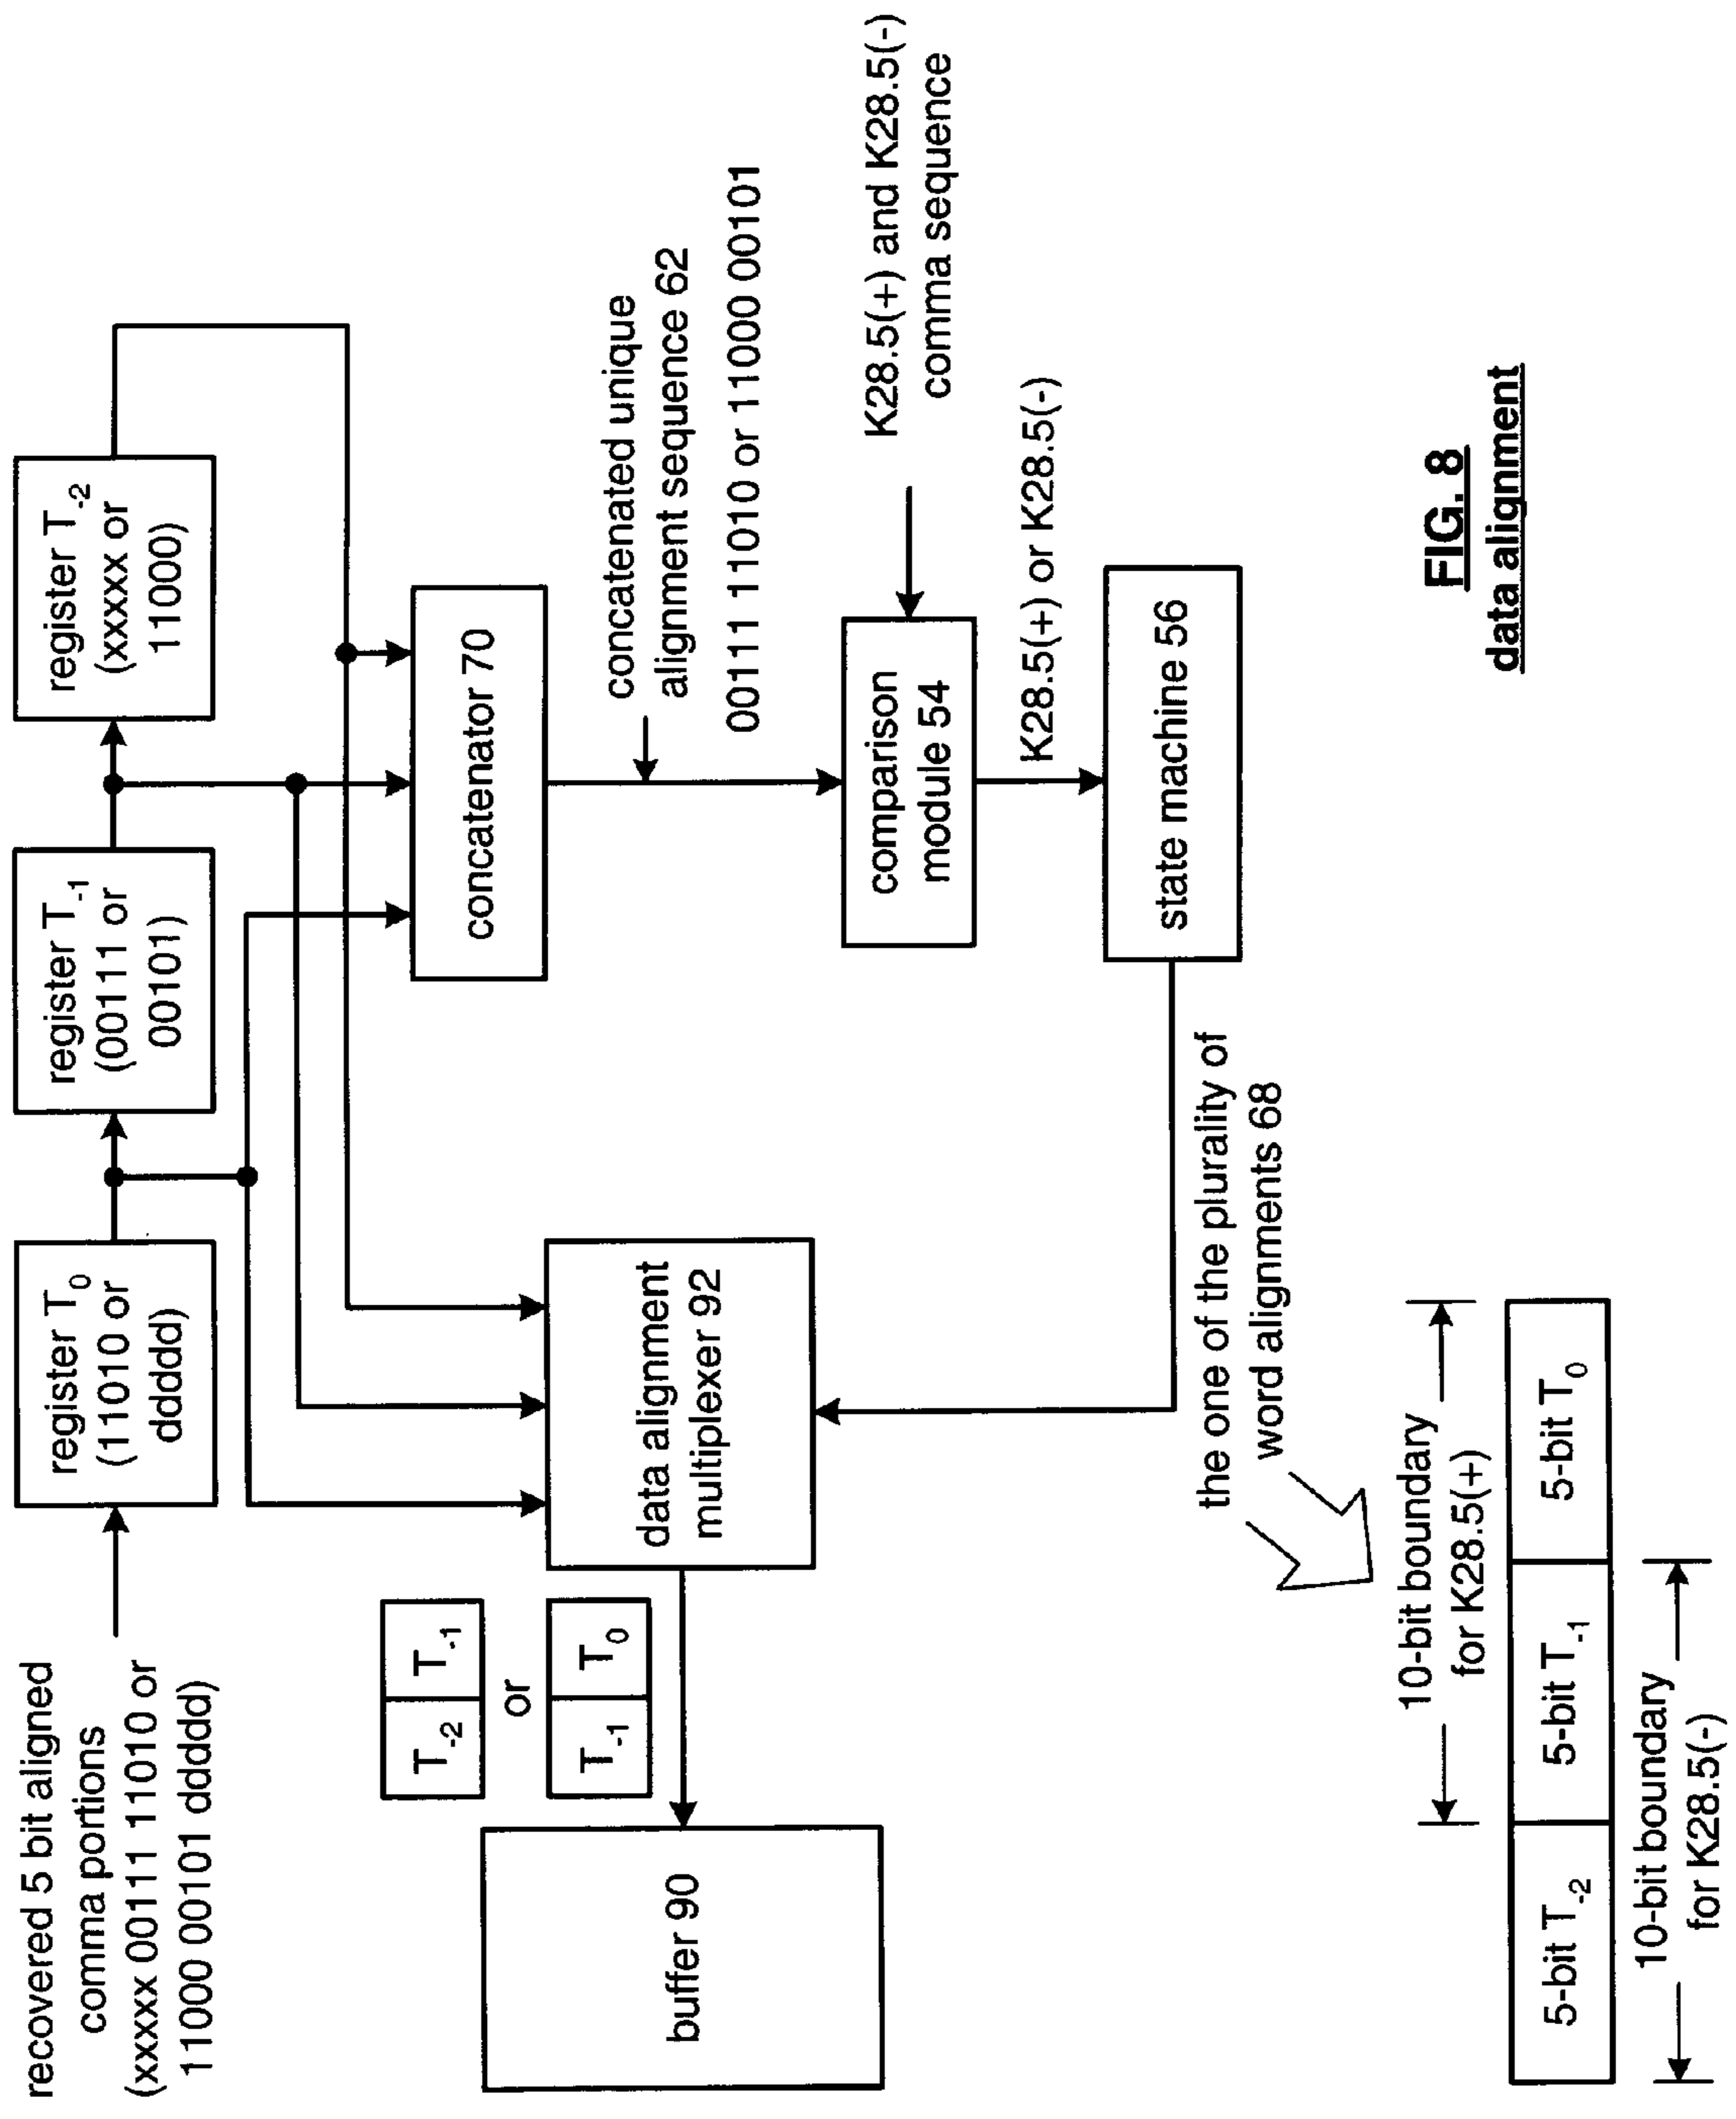 recovered 5 bit aligned
comma portions
(xxxxx 00111 11010 or
11000 00101 ddddd)
register T0
(11010 or
dddddd)
register T-1
(00111 or
00101)
register T-2
(xxxxx or
11000)
concatenator 70
concatenated unique
alignment sequence 62
00111 11010 or 11000 00101
comparison
module 54
K28.5(+) and K28.5(-)
comma sequence
K28.5(+) or K28.5(-)
state machine 56
data alignment
multiplexer 92
T-2 T-1
or
T-1 T0
buffer 90
the one of the plurality of
word alignments 68
10-bit boundary
for K28.5(+)
5-bit T-2 5-bit T-1 5-bit T0
10-bit boundary
for K28.5(-)
FIG. 8
data alignment